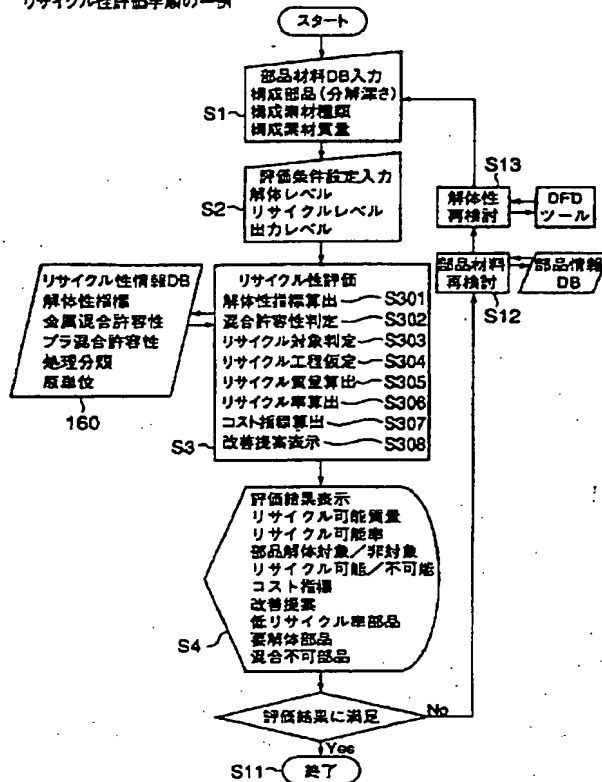 リサイクル性評価手順の一例
スタート
S1
部品材料DB入力
構成部品(分解深さ)
構成素材種類
構成素材質量
S2
評価条件設定入力
解体レベル
リサイクルレベル
出力レベル
S13
解体性
再検討
DFD
ツール
部品材料
再検討
部品情報
DB
S12
リサイクル性情報DB
解体性指標
金属混合許容性
プラ混合許容性
処理分類
原単位
160
リサイクル性評価
解体性指標算出 S301
混合許容性判定 S302
リサイクル対象判定 S303
リサイクル工程仮定 S304
リサイクル質量算出 S305
リサイクル率算出 S306
コスト指標算出 S307
改善提案表示 S308
S3
評価結果表示
リサイクル可能質量
リサイクル可能率
部品解体対象/非対象
リサイクル可能/不可能
コスト指標
改善提案
低リサイクル率部品
要解体部品
混合不可部品
S4
評価結果に満足
No
Yes
S11
終了